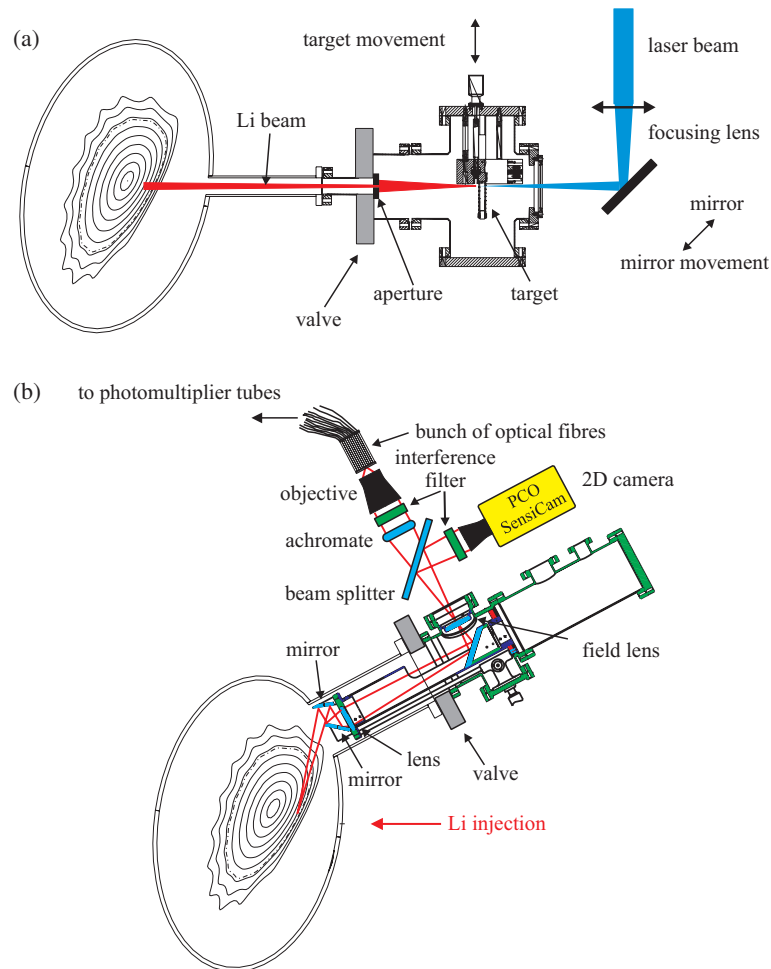 (a)
target movement
laser beam
Li beam
focusing lens
mirror
mirror movement
aperture
target
valve
(b)
to photomultiplier tubes
bunch of optical fibres
interference
filter
objective
2D camera
PCO
SensiCam
achromate
beam splitter
field lens
mirror
lens
mirror
valve
Li injection